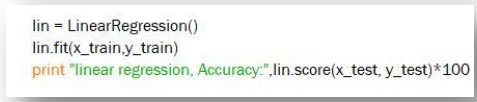 lin = LinearRegression()
lin.fit(x_train,y_train)
print "linear regression, Accuracy:",lin.score(x_test, y_test)*100